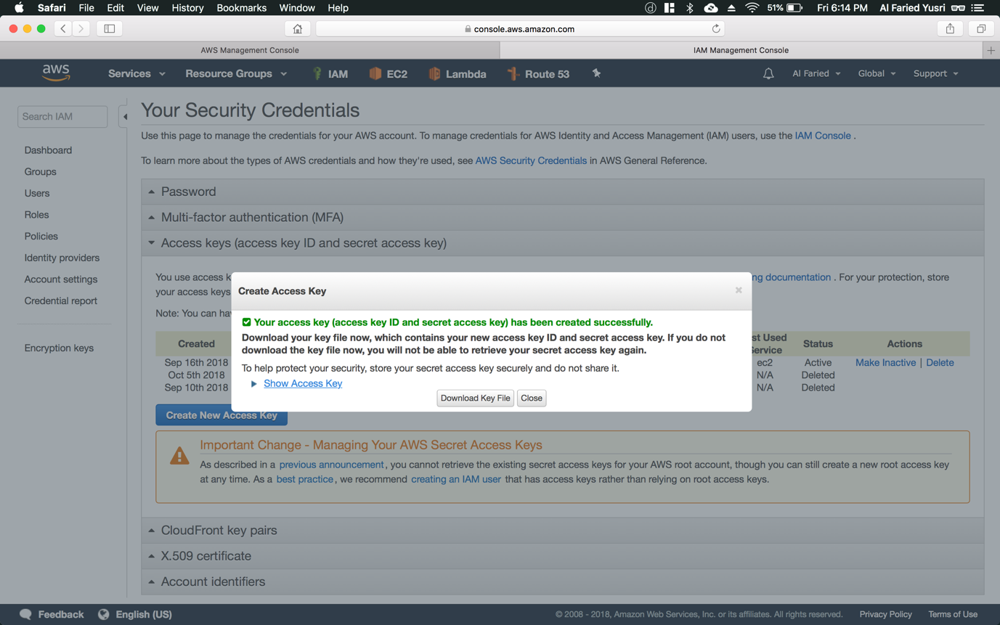 Safari File Edit View History Bookmarks Window Help 51% Fri 6:14 PM Al Faried Yusri
console.aws.amazon.com
AWS Management Console IAM Management Console
aws Services Resource Groups IAM EC2 Lambda Route 53 Al Faried Global Support
Search IAM
Dashboard
Groups
Users
Roles
Policies
Identity providers
Account settings
Credential report
Encryption keys
Your Security Credentials
Use this page to manage the credentials for your AWS account. To manage credentials for AWS Identity and Access Management (IAM) users, use the IAM Console .
To learn more about the types of AWS credentials and how they're used, see AWS Security Credentials in AWS General Reference.
Password
Multi-factor authentication (MFA)
Access keys (access key ID and secret access key)
You use access k ng documentation . For your protection, store
your access keys
Note: You can hav
Create Access Key
Your access key (access key ID and secret access key) has been created successfully.
Download your key file now, which contains your new access key ID and secret access key. If you do not
download the key file now, you will not be able to retrieve your secret access key again.
To help protect your security, store your secret access key securely and do not share it.
Show Access Key
Download Key File Close
Created st Used Service Status Actions
Sep 16th 2018 ec2 Active Make Inactive | Delete
Oct 5th 2018 N/A Deleted
Sep 10th 2018 N/A Deleted
Create New Access Key
Important Change - Managing Your AWS Secret Access Keys
As described in a previous announcement, you cannot retrieve the existing secret access keys for your AWS root account, though you can still create a new root access key
at any time. As a best practice, we recommend creating an IAM user that has access keys rather than relying on root access keys.
CloudFront key pairs
X.509 certificate
Account identifiers
Feedback English (US) © 2008 - 2018, Amazon Web Services, Inc. or its affiliates. All rights reserved. Privacy Policy Terms of Use